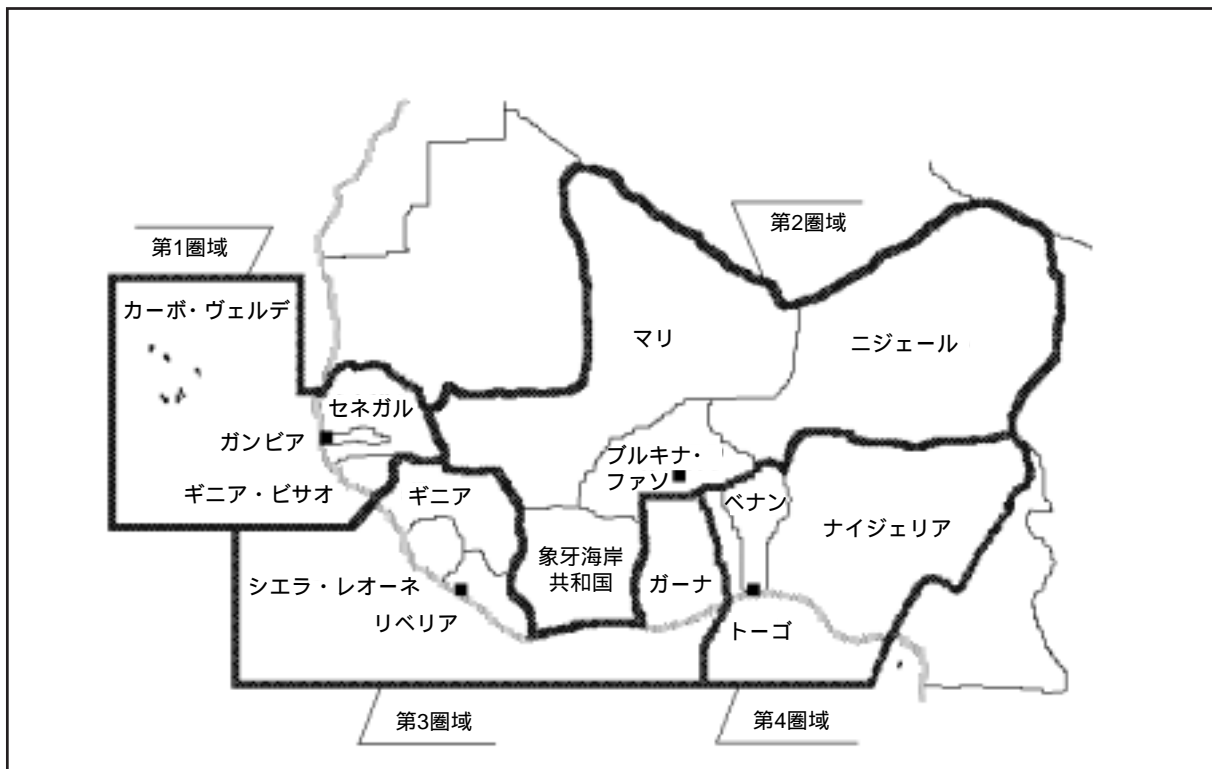 第1圏域
第2圏域
カーボ・ヴェルデ
マリ
ニジェール
セネガル
ガンビア
ブルキナ・
ファソ
ギニア・ビサオ
ギニア
ベナン
ナイジェリア
象牙海岸
共和国
ガーナ
シエラ・レオーネ
リベリア
トーゴ
第3圏域
第4圏域